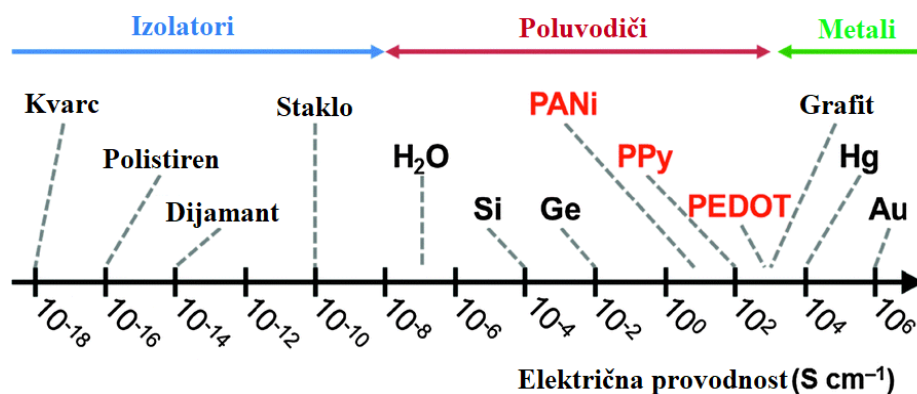 Izolatori Poluvodiči Metali
Kvarc Staklo PANi Grafit
Polistiren H₂O PPy Hg
Dijamant Si Ge PEDOT Au
10⁻¹⁸ 10⁻¹⁶ 10⁻¹⁴ 10⁻¹² 10⁻¹⁰ 10⁻⁸ 10⁻⁶ 10⁻⁴ 10⁻² 10⁰ 10² 10⁴ 10⁶
Električna provodnost (S cm⁻¹)